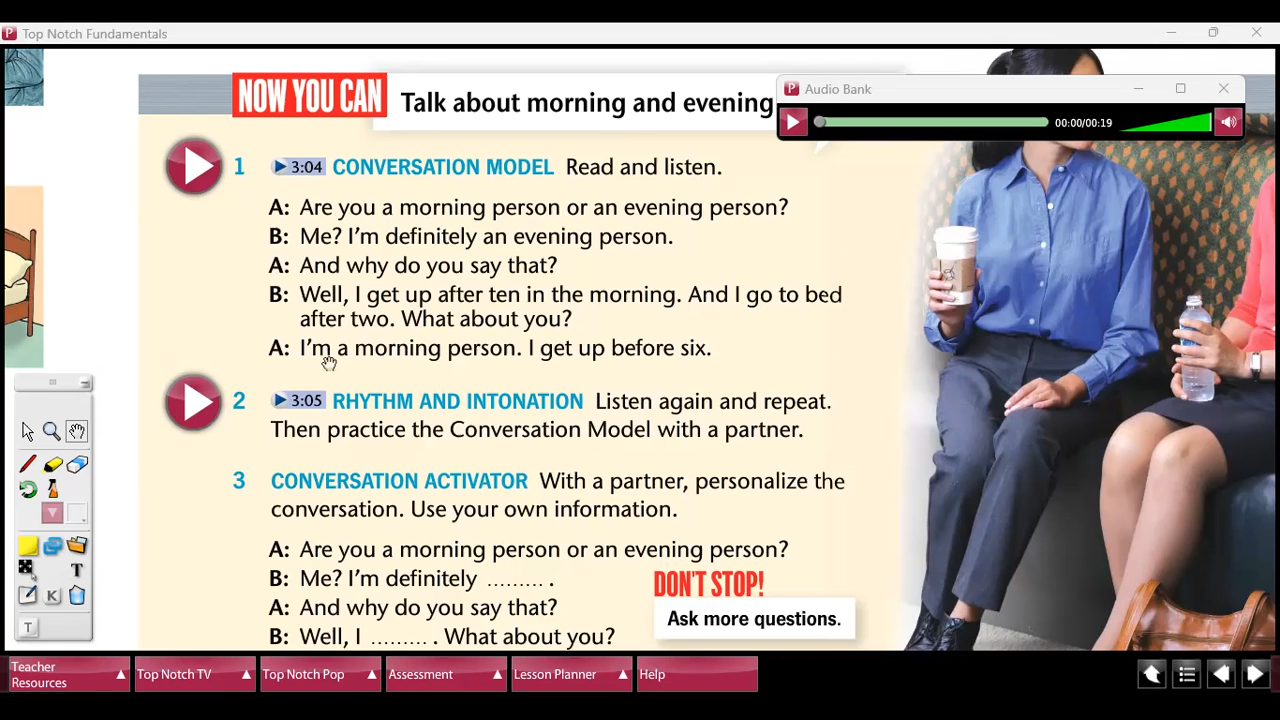 Top Notch Fundamentals
NOW YOU CAN
Talk about morning and evening
Audio Bank
00:00/00:19
1 3:04 CONVERSATION MODEL Read and listen.
A: Are you a morning person or an evening person?
B: Me? I'm definitely an evening person.
A: And why do you say that?
B: Well, I get up after ten in the morning. And I go to bed
after two. What about you?
A: I'm a morning person. I get up before six.
2 3:05 RHYTHM AND INTONATION Listen again and repeat.
Then practice the Conversation Model with a partner.
3 CONVERSATION ACTIVATOR With a partner, personalize the
conversation. Use your own information.
A: Are you a morning person or an evening person?
B: Me? I'm definitely ......... .
A: And why do you say that?
B: Well, I ......... . What about you?
DON'T STOP!
Ask more questions.
T
K
T
Teacher
Resources
Top Notch TV
Top Notch Pop
Assessment
Lesson Planner
Help